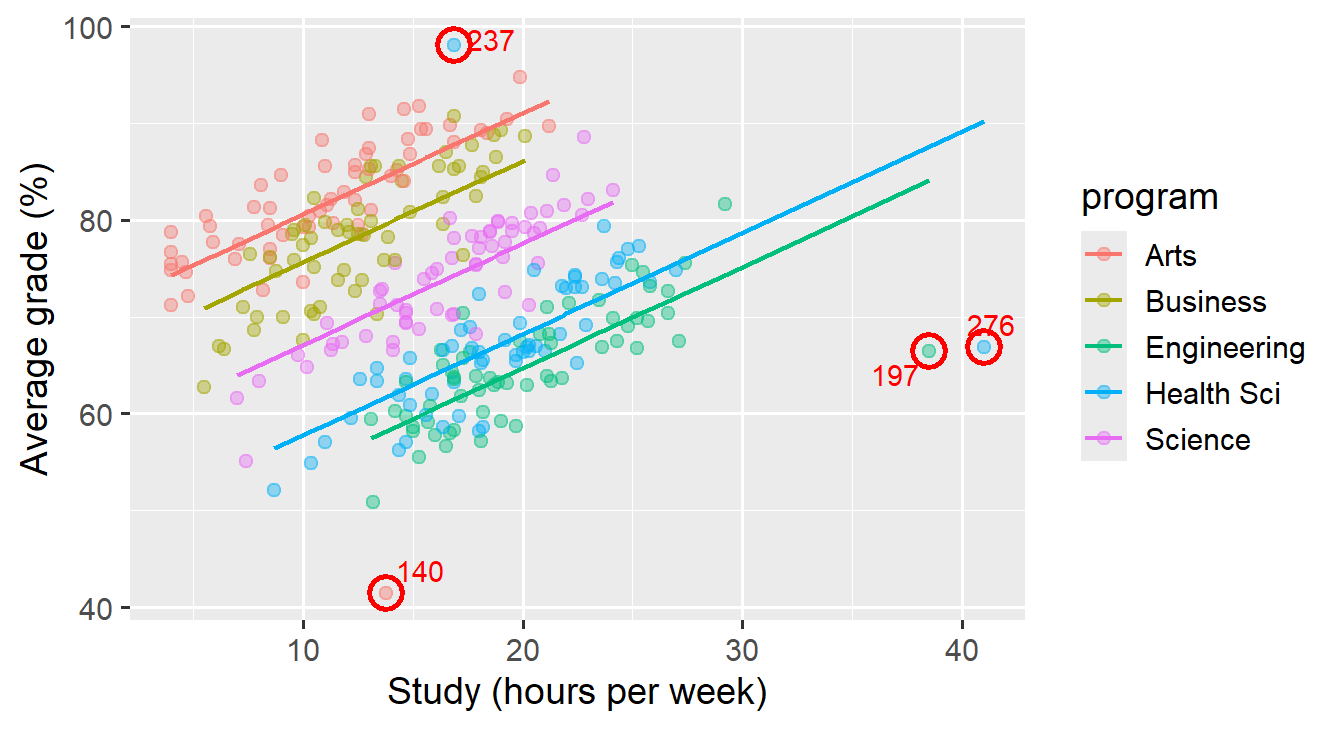 100
237
80
60
40
140
276
197
10
20
30
40
Study (hours per week)
Average grade (%)
program
Arts
Business
Engineering
Health Sci
Science